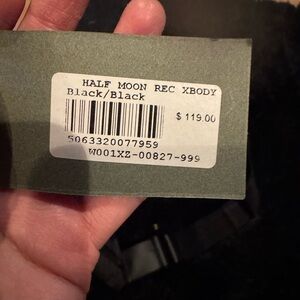 HALF MOON REC XBODY
Black/Black
$ 119.00
5063320077959
W001XZ-00827-999